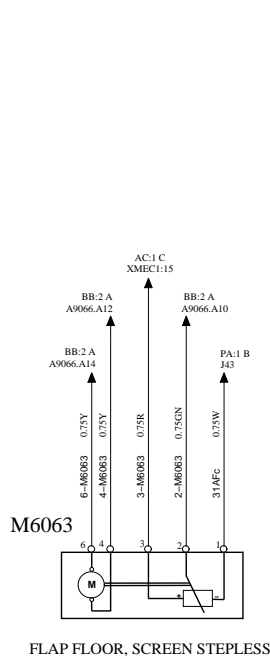 AC:1 C
XMEC1:15
BB:2 A
A9066.A12
BB:2 A
A9066.A10
BB:2 A
A9066.A14
PA:1 B
J43
6-M6063 0.75Y
4-M6063 0.75Y
3-M6063 0.75R
2-M6063 0.75GN
31AFc 0.75W
M6063
6 4 3 2 1
M
+ -
FLAP FLOOR, SCREEN STEPLESS